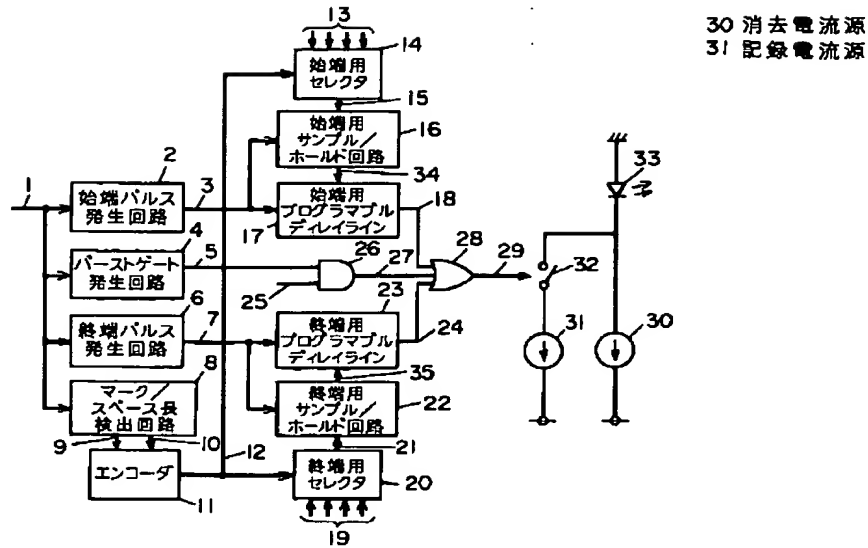 30 消去電流源
31 記録電流源
13
14
始端用
セレクタ
15
始端用
サンプル/
ホールド回路
16
34
1
2
始端パルス
発生回路
3
始端用
プログラマブル
ディレイライン
17
18
33
4
バーストゲート
発生回路
5
26
27
28
29
32
25
6
終端パルス
発生回路
7
23
終端用
プログラマブル
ディレイライン
24
31
30
8
マーク/
スペース長
検出回路
35
終端用
サンプル/
ホールド回路
22
9
10
12
21
エンコーダ
11
終端用
セレクタ
20
19